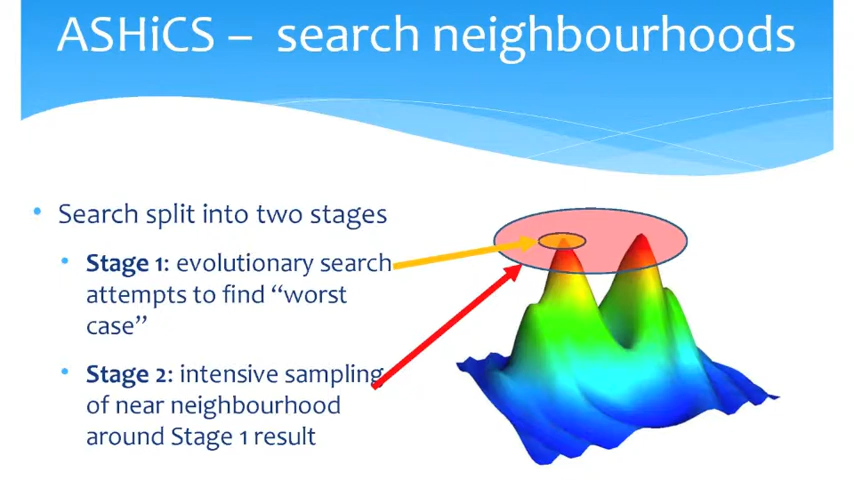 ASHiCS – search neighbourhoods
• Search split into two stages
• Stage 1: evolutionary search
attempts to find “worst
case”
• Stage 2: intensive sampling
of near neighbourhood
around Stage 1 result